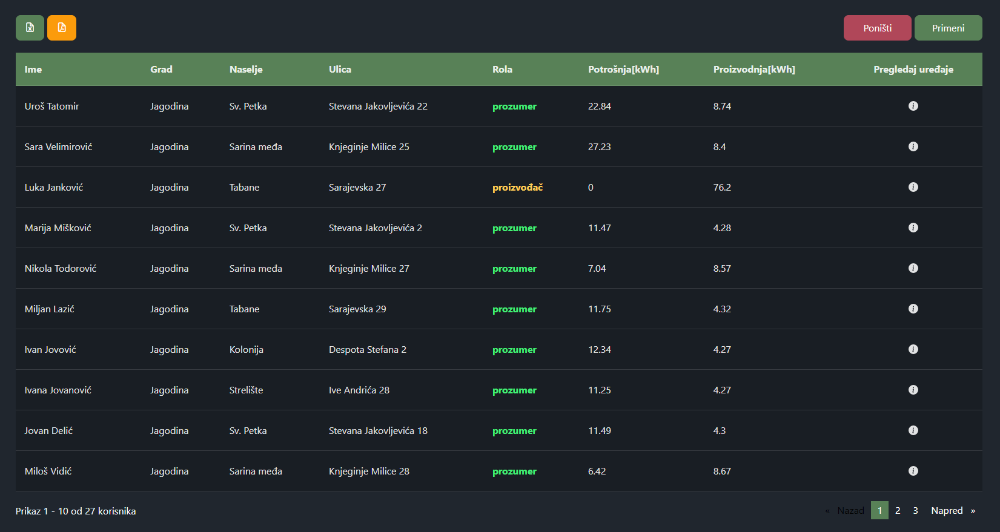 Poništi Primeni
Ime Grad Naselje Ulica Rola Potrošnja[kWh] Proizvodnja[kWh] Pregledaj uređaje
Uroš Tatomir Jagodina Sv. Petka Stevana Jakovljevića 22 prozumer 22.84 8.74
Sara Velimirović Jagodina Sarina međa Knjeginje Milice 25 prozumer 27.23 8.4
Luka Janković Jagodina Tabane Sarajevska 27 proizvođač 0 76.2
Marija Mišković Jagodina Sv. Petka Stevana Jakovljevića 2 prozumer 11.47 4.28
Nikola Todorović Jagodina Sarina međa Knjeginje Milice 27 prozumer 7.04 8.57
Miljan Lazić Jagodina Tabane Sarajevska 29 prozumer 11.75 4.32
Ivan Jovović Jagodina Kolonija Despota Stefana 2 prozumer 12.34 4.27
Ivana Jovanović Jagodina Strelište Ive Andrića 28 prozumer 11.25 4.27
Jovan Delić Jagodina Sv. Petka Stevana Jakovljevića 18 prozumer 11.49 4.3
Miloš Vidić Jagodina Sarina međa Knjeginje Milice 28 prozumer 6.42 8.67
Prikaz 1 - 10 od 27 korisnika « Nazad 1 2 3 Napred »